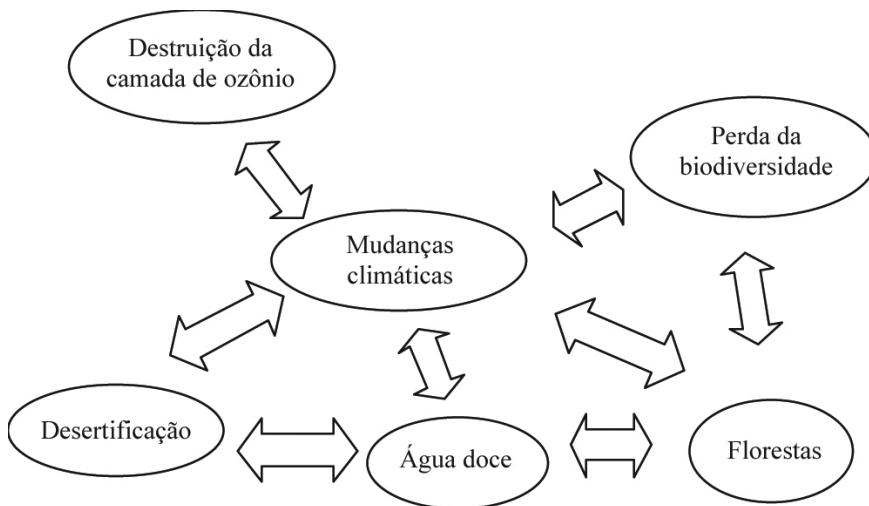 Destruição da
camada de ozônio
Perda da
biodiversidade
Mudanças
climáticas
Desertificação
Água doce
Florestas